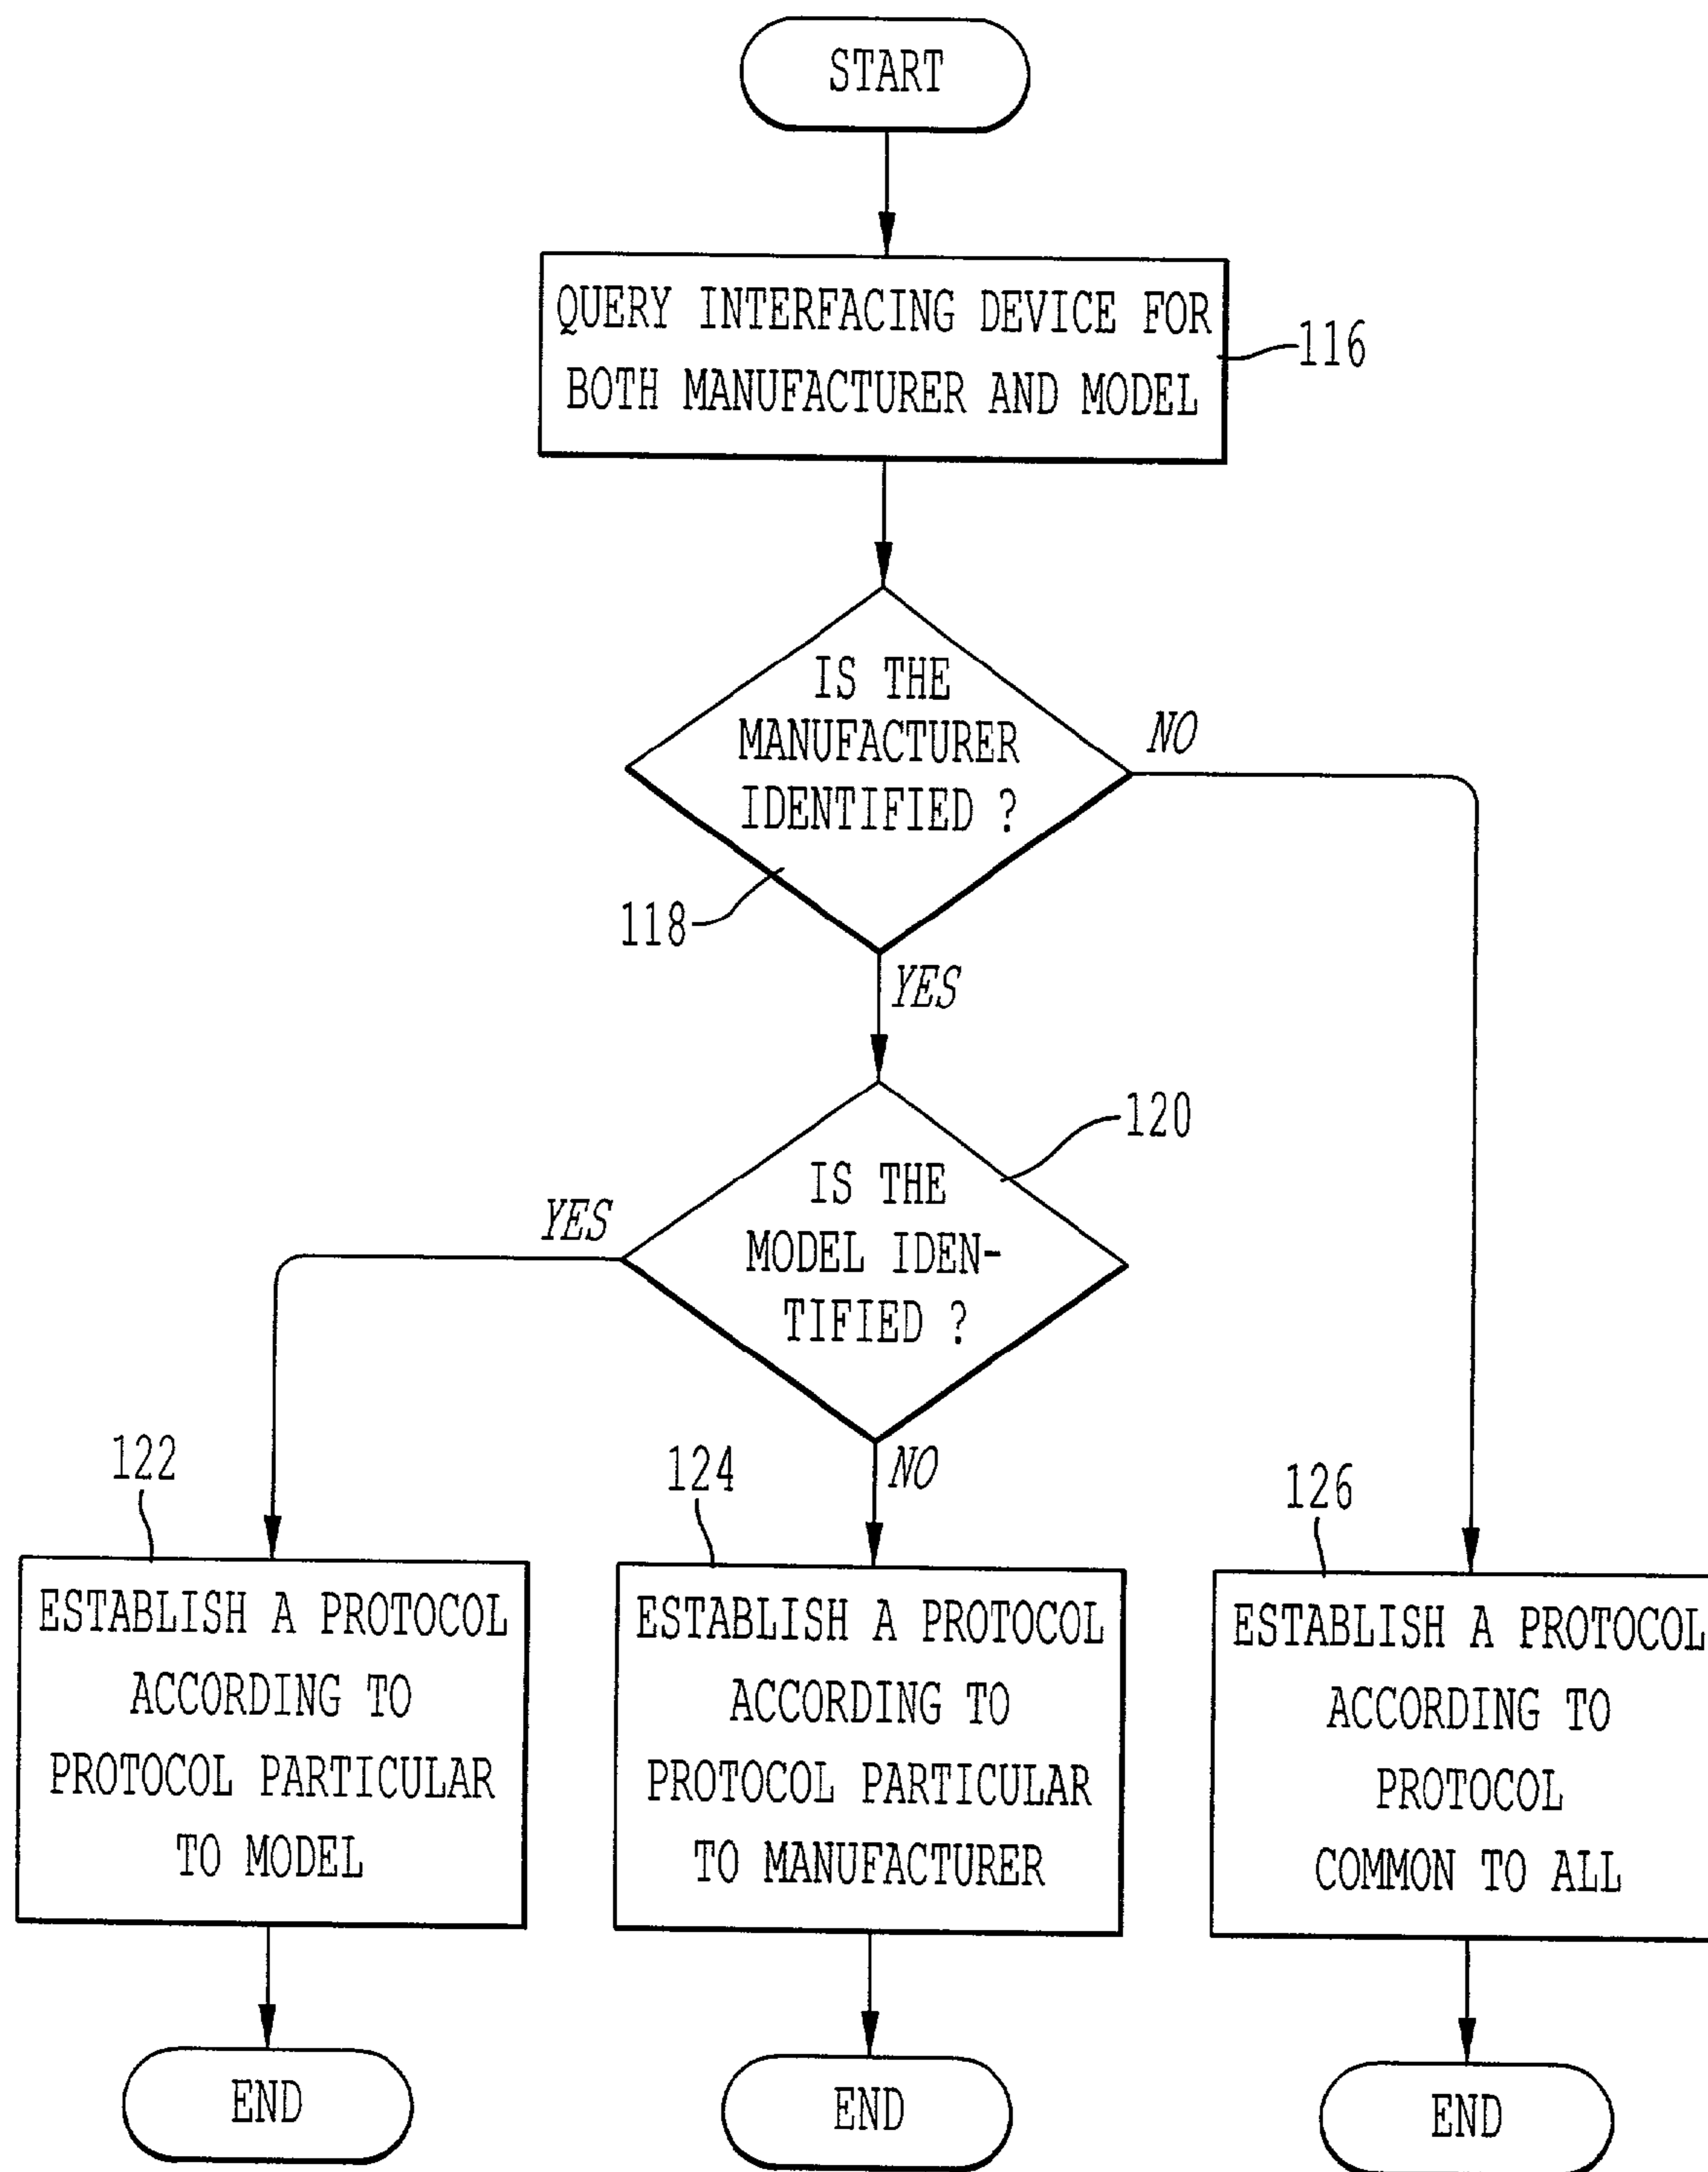 START
QUERY INTERFACING DEVICE FOR
BOTH MANUFACTURER AND MODEL
116
IS THE
MANUFACTURER
IDENTIFIED ?
NO
118
YES
120
IS THE
MODEL IDEN-
TIFIED ?
YES
NO
122
ESTABLISH A PROTOCOL
ACCORDING TO
PROTOCOL PARTICULAR
TO MODEL
124
ESTABLISH A PROTOCOL
ACCORDING TO
PROTOCOL PARTICULAR
TO MANUFACTURER
126
ESTABLISH A PROTOCOL
ACCORDING TO
PROTOCOL
COMMON TO ALL
END
END
END